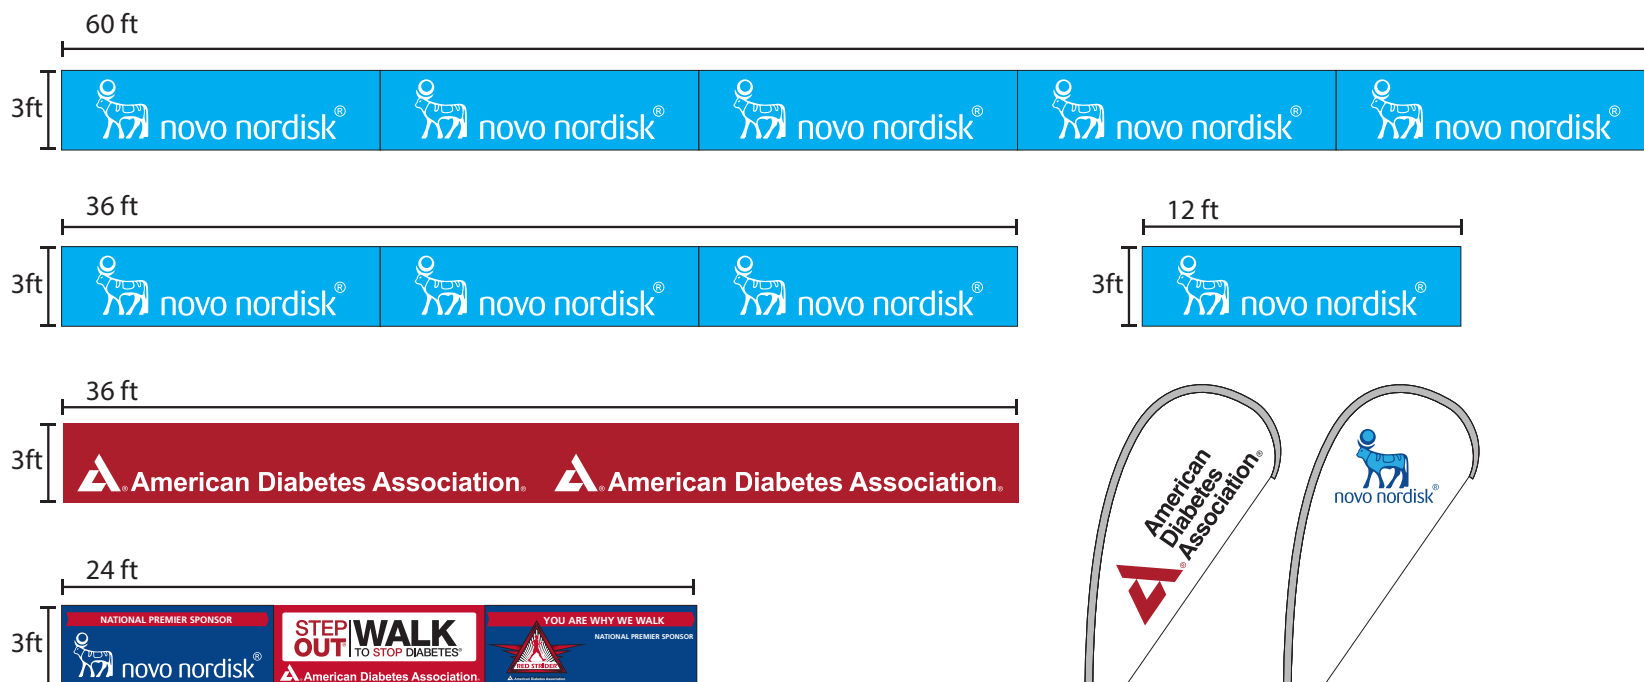 60 ft
3ft
novo nordisk® novo nordisk® novo nordisk® novo nordisk® novo nordisk®
36 ft
3ft
novo nordisk® novo nordisk® novo nordisk®
12 ft
3ft
novo nordisk®
36 ft
3ft
® American Diabetes Association® ® American Diabetes Association®
American
Diabetes
Association®
®
novo nordisk®
24 ft
3ft
NATIONAL PREMIER SPONSOR
novo nordisk®
STEP
OUT®
WALK
TO STOP DIABETES®
American Diabetes Association®
YOU ARE WHY WE WALK
NATIONAL PREMIER SPONSOR
RED STRIDER
American Diabetes Association